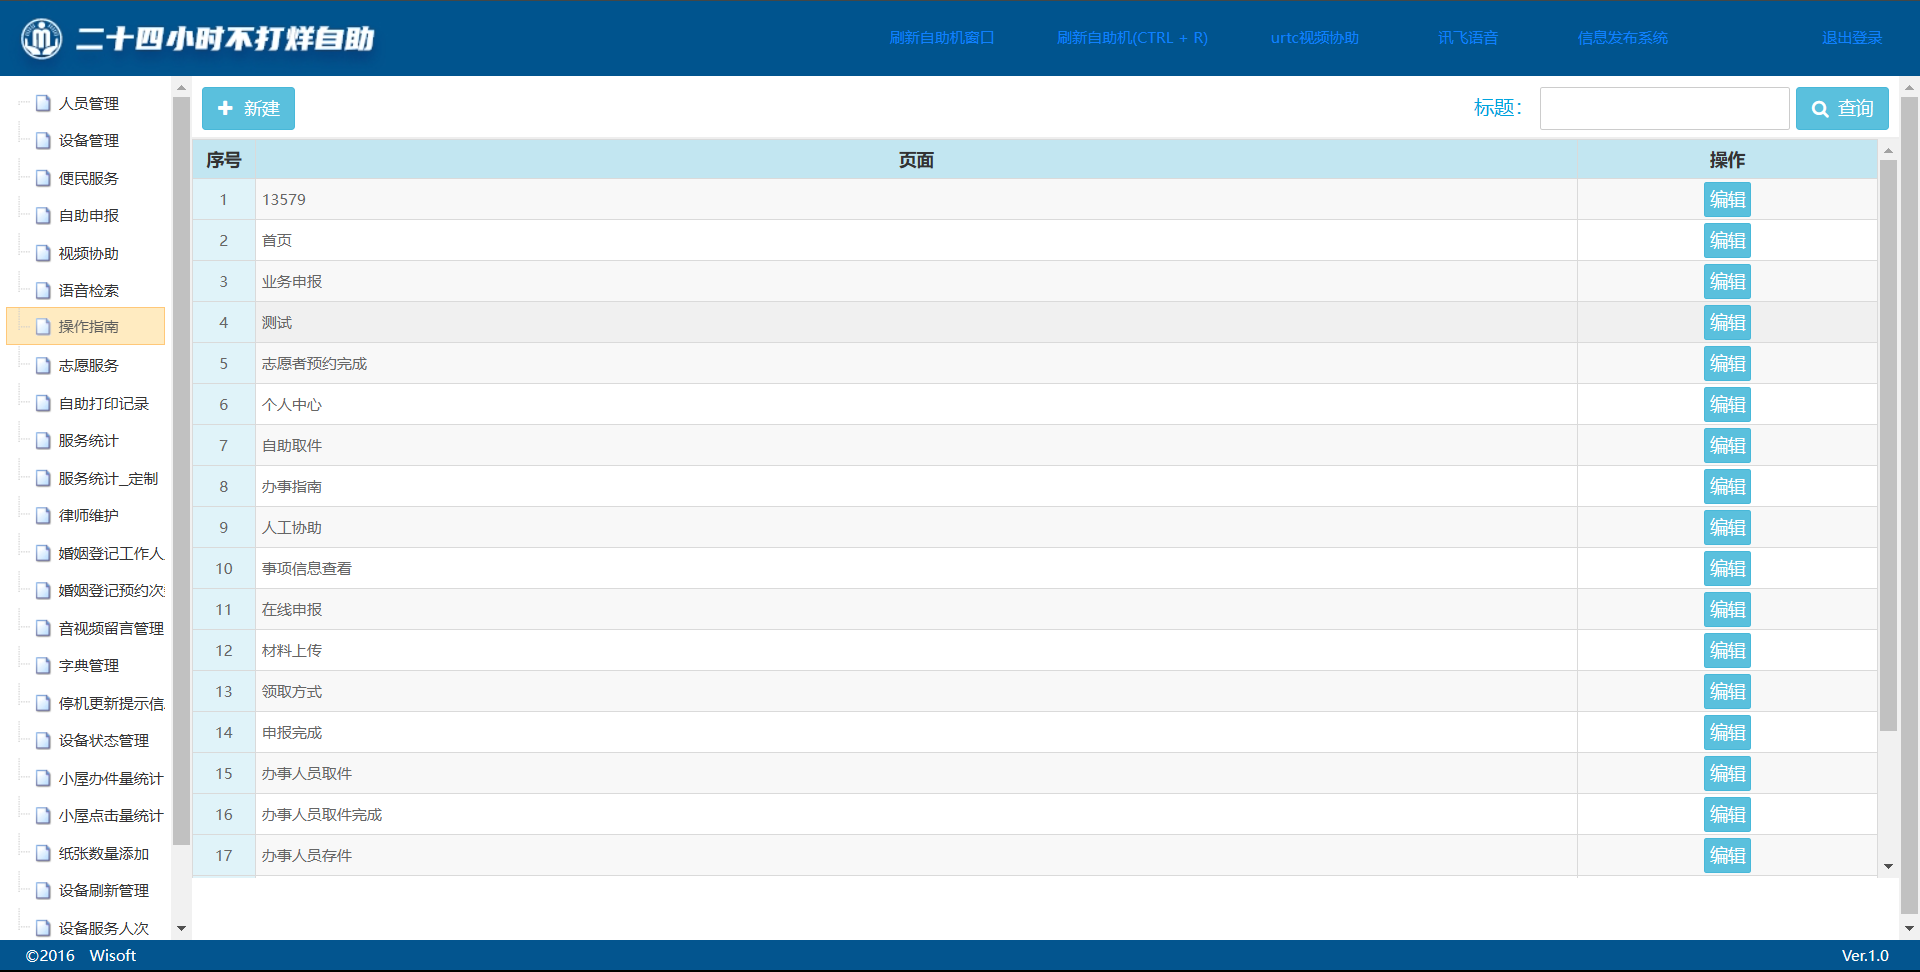 二十四小时不打烊自助
刷新自助机窗口 刷新自助机(CTRL + R) urtc视频协助 讯飞语音 信息发布系统 退出登录
人员管理
设备管理
便民服务
自助申报
视频协助
语音检索
操作指南
志愿服务
自助打印记录
服务统计
服务统计_定制
律师维护
婚姻登记工作人
婚姻登记预约次
音视频留言管理
字典管理
停机更新提示信
设备状态管理
小屋办件量统计
小屋点击量统计
纸张数量添加
设备刷新管理
设备服务人次
新建 标题： 查询
序号 页面 操作
1 13579 编辑
2 首页 编辑
3 业务申报 编辑
4 测试 编辑
5 志愿者预约完成 编辑
6 个人中心 编辑
7 自助取件 编辑
8 办事指南 编辑
9 人工协助 编辑
10 事项信息查看 编辑
11 在线申报 编辑
12 材料上传 编辑
13 领取方式 编辑
14 申报完成 编辑
15 办事人员取件 编辑
16 办事人员取件完成 编辑
17 办事人员存件 编辑
©2016 Wisoft Ver.1.0